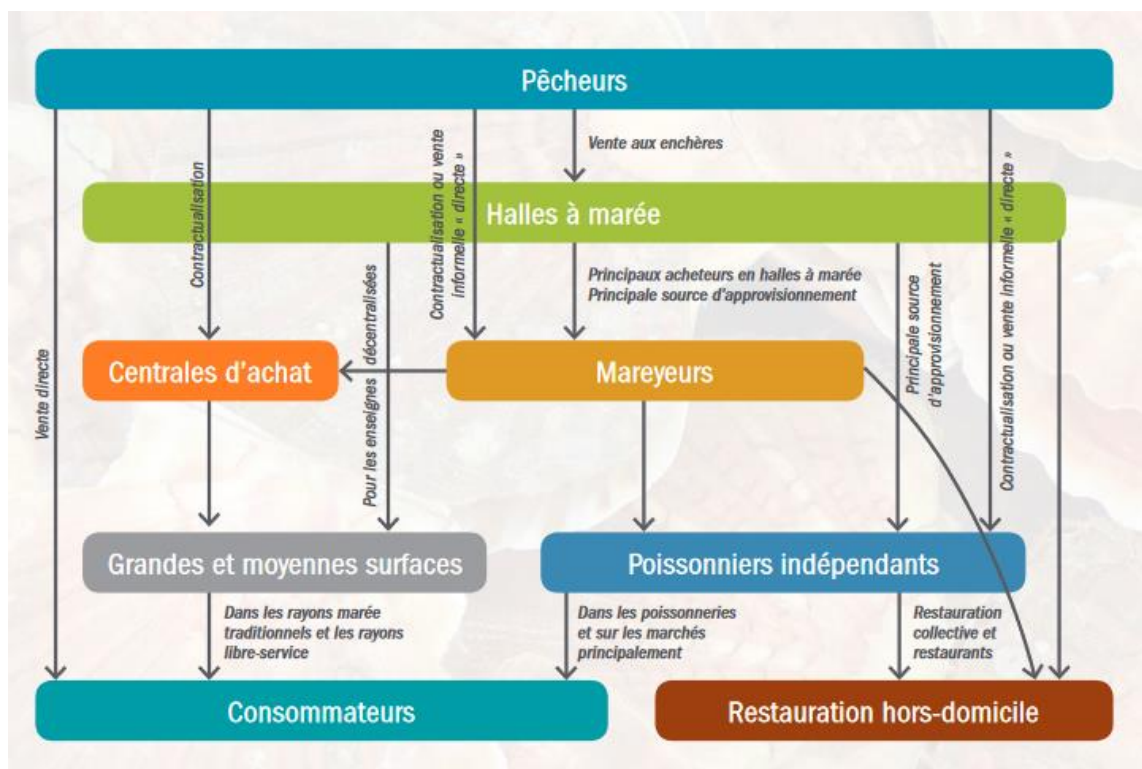 Pêcheurs
Vente aux enchères
Contractualisation
Contractualisation ou vente
informelle « directe »
Contractualisation ou vente informelle « directe »
Halles à marée
Principaux acheteurs en halles à marée
Principale source d'approvisionnement
Principale source
d'approvisionnement
Pour les enseignes décentralisées
Vente directe
Centrales d'achat
Mareyeurs
Grandes et moyennes surfaces
Poissonniers indépendants
Dans les rayons marée
traditionnels et les rayons
libre-service
Dans les poissonneries
et sur les marchés
principalement
Restauration
collective et
restaurants
Consommateurs
Restauration hors-domicile